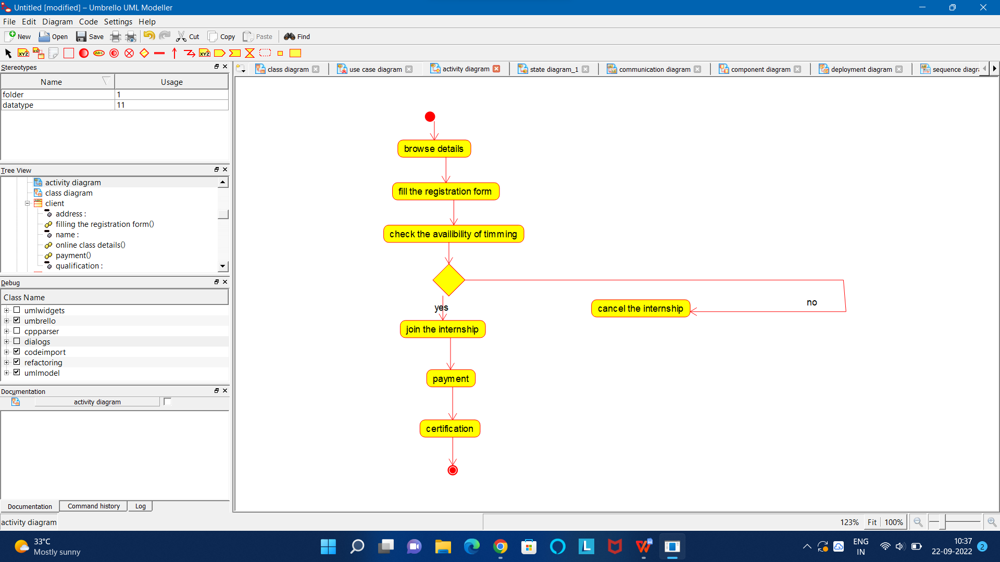 Untitled [modified] – Umbrello UML Modeller
File Edit Diagram Code Settings Help
New Open Save Cut Copy Paste Find
XYZ XYZ ABC XYZ
Stereotypes
Name Usage
folder 1
datatype 11
Tree View
activity diagram
class diagram
client
address :
filling the registration form()
name :
online class details()
payment()
qualification :
Debug
Class Name
umlwidgets
umbrello
cppparser
dialogs
codeimport
refactoring
umlmodel
Documentation
activity diagram
Documentation Command history Log
activity diagram
class diagram use case diagram activity diagram state diagram_1 communication diagram component diagram deployment diagram sequence diagr
browse details
fill the registration form
check the availibility of timming
yes
no
cancel the internship
join the internship
payment
certification
123% Fit 100%
33°C
Mostly sunny
ENG
IN
10:37
22-09-2022
2